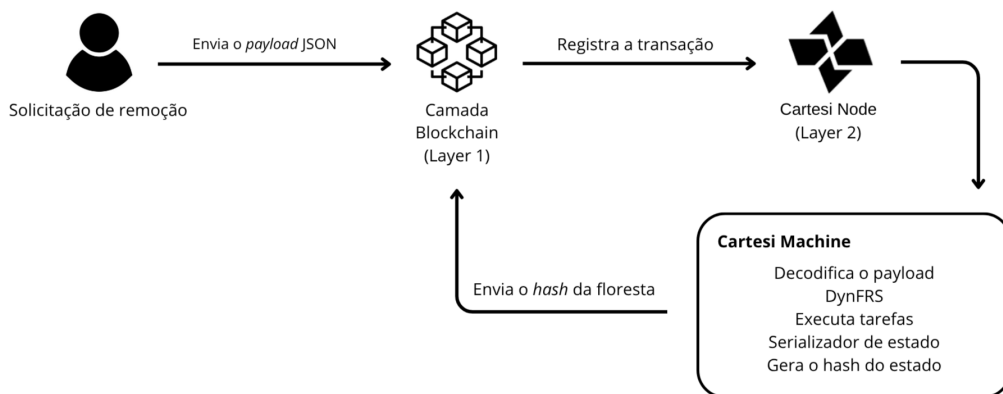 Solicitação de remoção
Envia o payload JSON
Camada
Blockchain
(Layer 1)
Registra a transação
Cartesi Node
(Layer 2)
Cartesi Machine
Decodifica o payload
DynFRS
Executa tarefas
Serializador de estado
Gera o hash do estado
Envia o hash da floresta